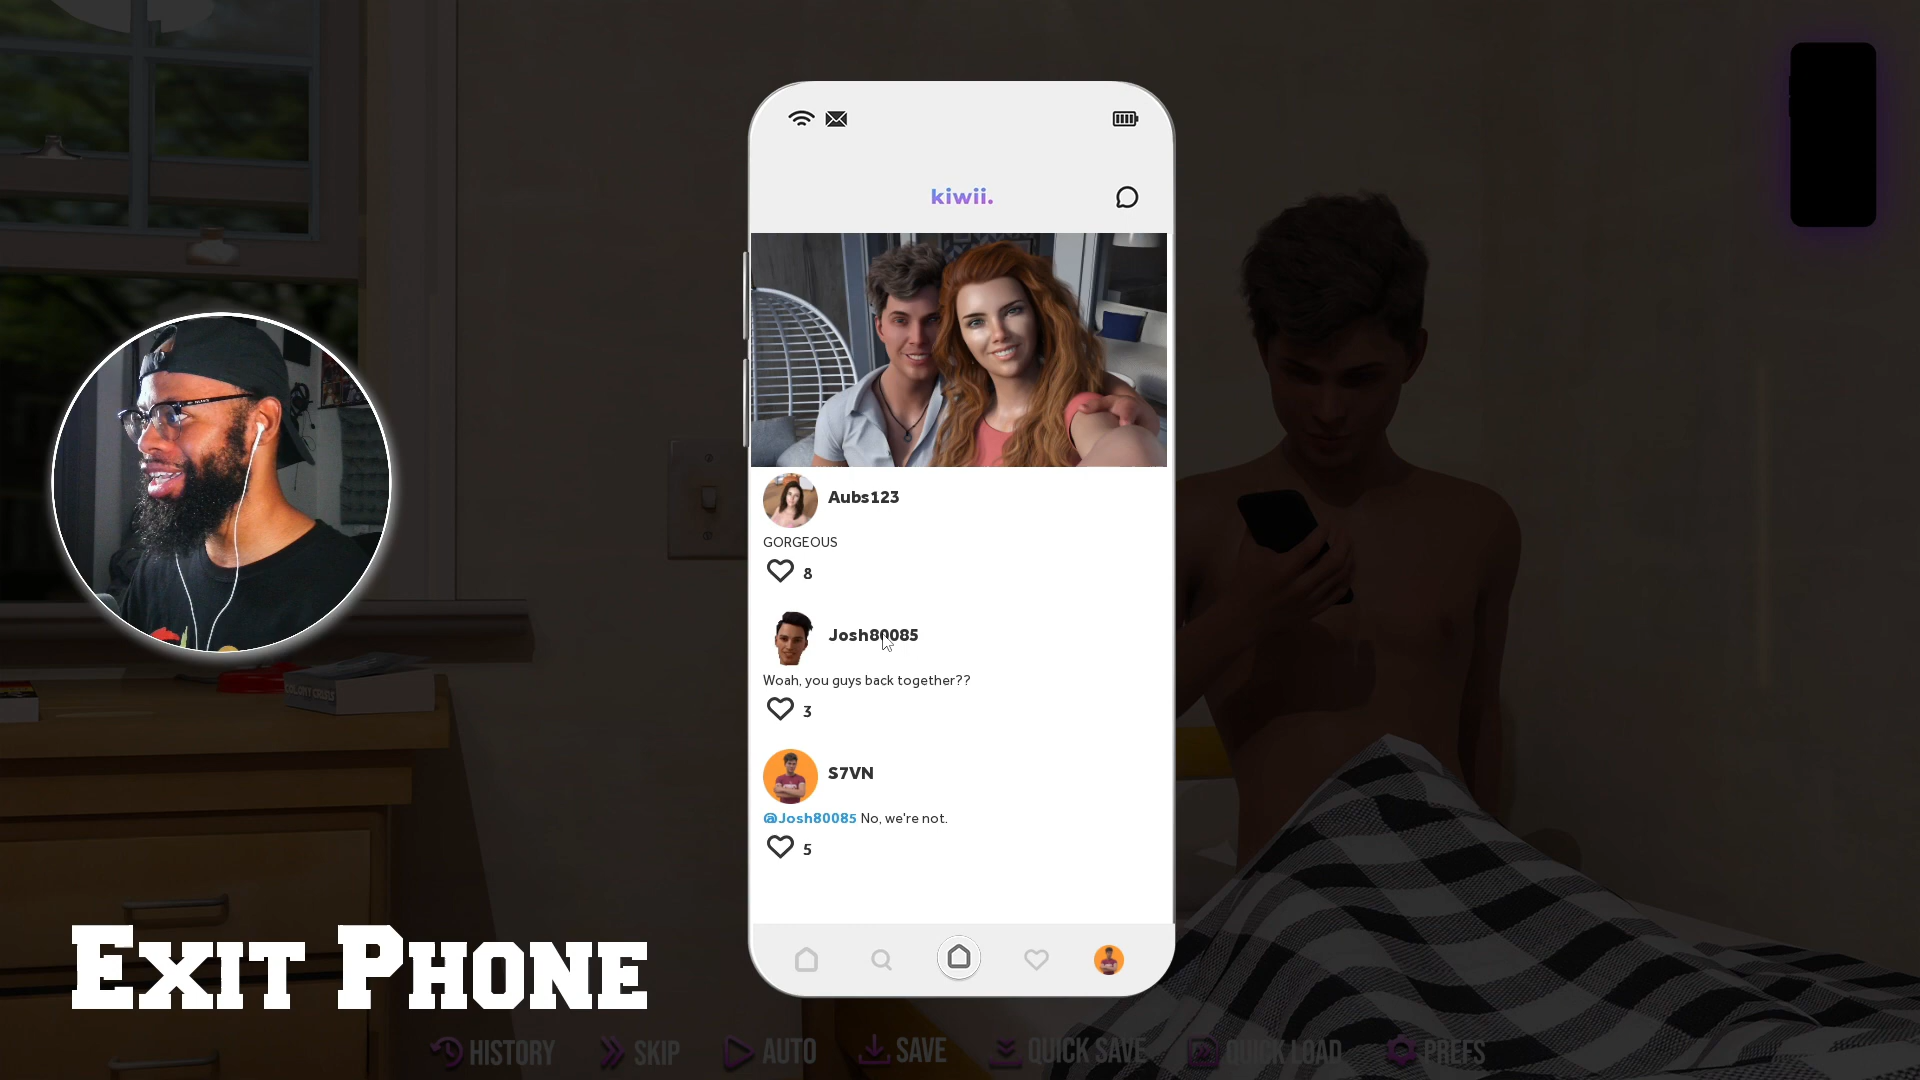 kiwii.
Aubs123
GORGEOUS
8
Josh80085
Woah, you guys back together??
3
S7VN
@Josh80085 No, we're not.
5
EXIT PHONE
HISTORY
SKIP
AUTO
SAVE
QUICK SAVE
QUICK LOAD
PREFS